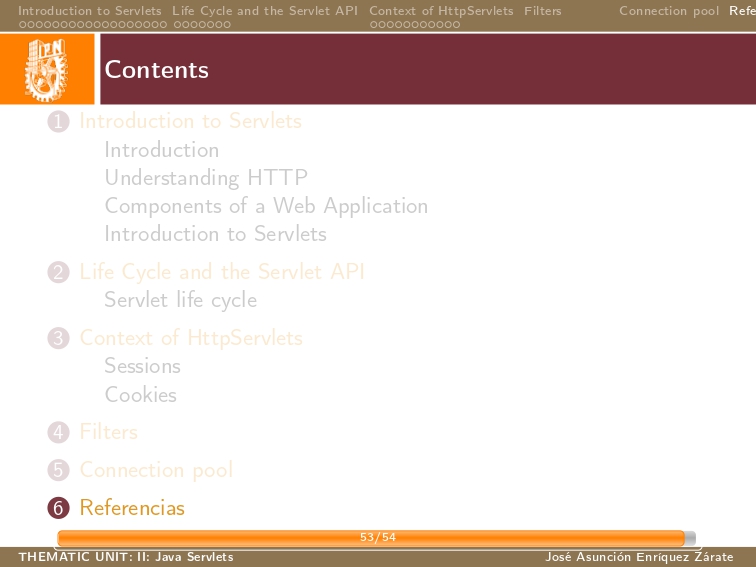 Introduction to Servlets Life Cycle and the Servlet API Context of HttpServlets Filters Connection pool Refe
IPN
Contents
1 Introduction to Servlets
Introduction
Understanding HTTP
Components of a Web Application
Introduction to Servlets
2 Life Cycle and the Servlet API
Servlet life cycle
3 Context of HttpServlets
Sessions
Cookies
4 Filters
5 Connection pool
6 Referencias
53/54
THEMATIC UNIT: II: Java Servlets José Asunción Enríquez Zárate